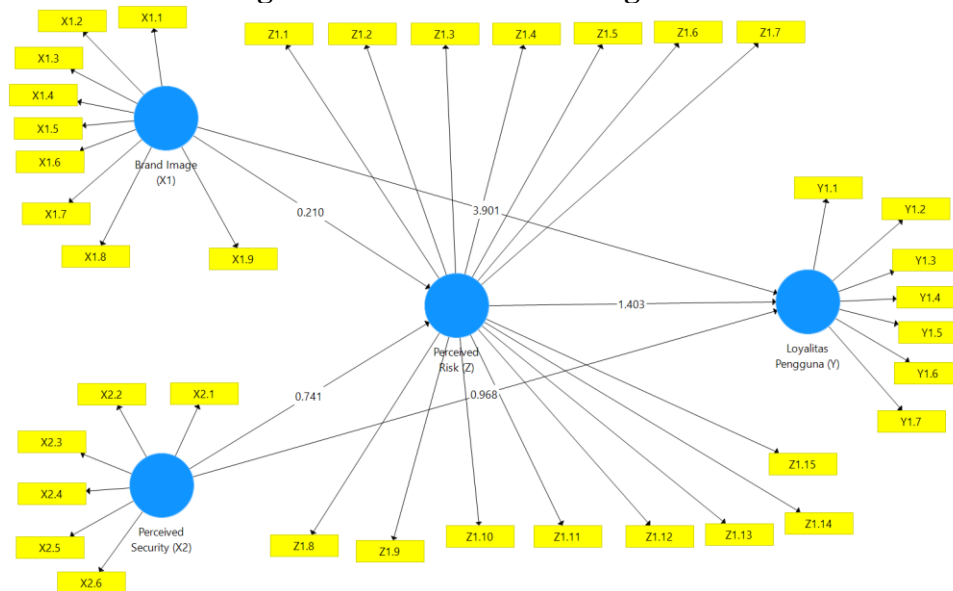 X1.2
X1.1
X1.3
X1.4
X1.5
X1.6
X1.7
X1.8
X1.9
Brand Image
(X1)
Z1.1
Z1.2
Z1.3
Z1.4
Z1.5
Z1.6
Z1.7
0.210
3.901
Y1.1
Y1.2
Y1.3
Y1.4
Y1.5
Y1.6
Y1.7
Loyalitas
Pengguna (Y)
1.403
Perceived
Risk (Z)
0.741
0.968
X2.2
X2.1
X2.3
X2.4
X2.5
X2.6
Perceived
Security (X2)
Z1.8
Z1.9
Z1.10
Z1.11
Z1.12
Z1.13
Z1.14
Z1.15